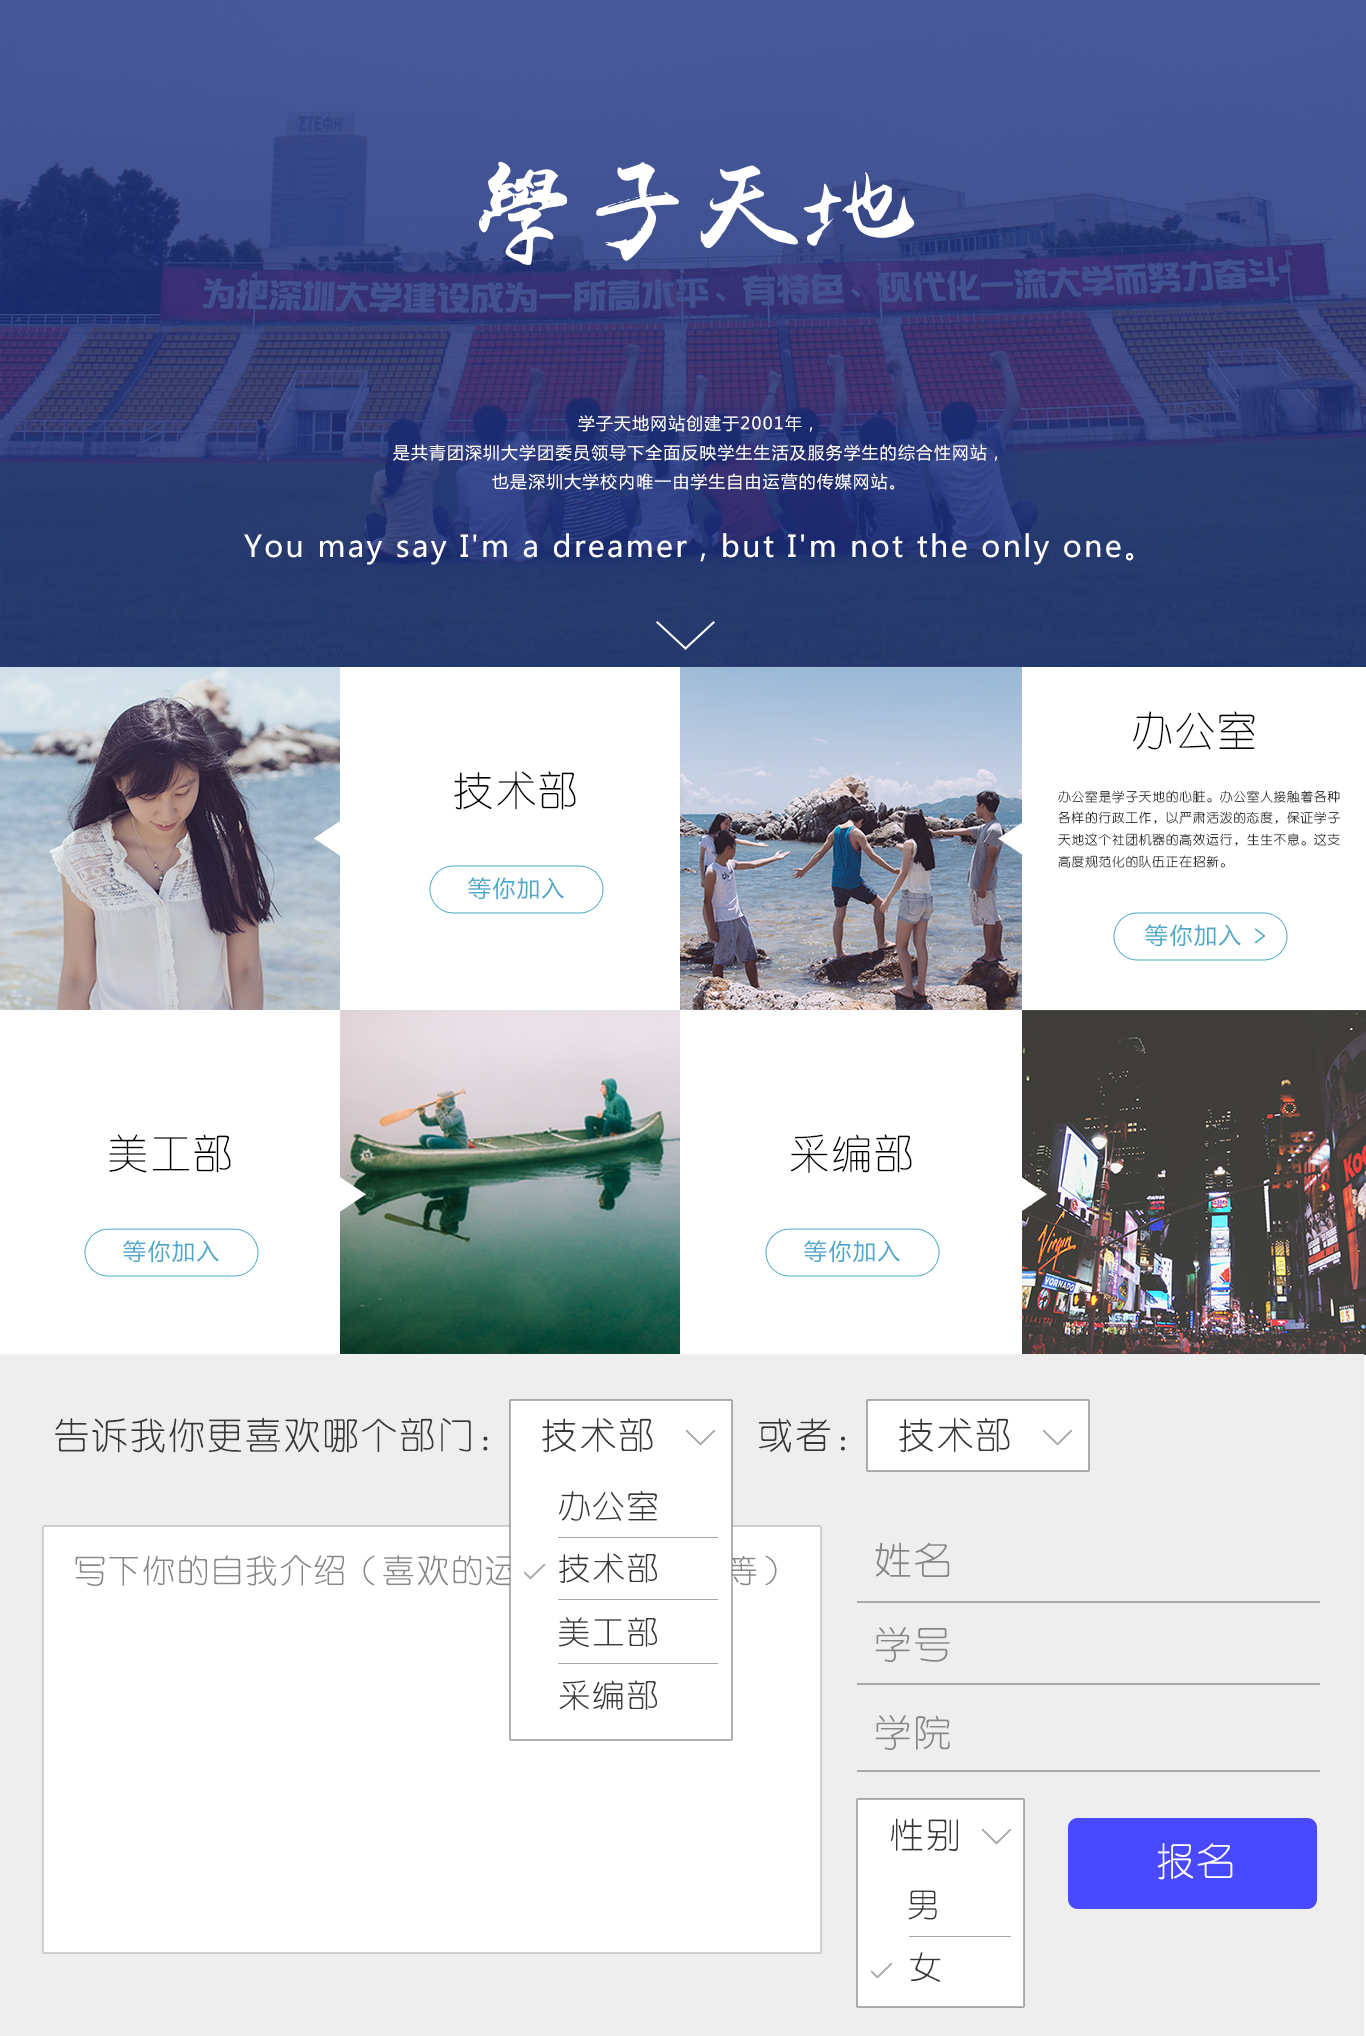 ZTE中兴
學子天地
为把深圳大学建设成为一所高水平、有特色、现代化一流大学而努力奋斗
学子天地网站创建于2001年，
是共青团深圳大学团委员领导下全面反映学生生活及服务学生的综合性网站，
也是深圳大学校内唯一由学生自由运营的传媒网站。
You may say I'm a dreamer，but I'm not the only one。
技术部
等你加入
办公室
办公室是学子天地的心脏。办公室人接触着各种
各样的行政工作，以严肃活泼的态度，保证学子
天地这个社团机器的高效运行，生生不息。这支
高度规范化的队伍正在招新。
等你加入 >
美工部
等你加入
采编部
等你加入
Virgin
VORNADO
告诉我你更喜欢哪个部门：
技术部
或者：
技术部
办公室
技术部
美工部
采编部
写下你的自我介绍（喜欢的运
等）
姓名
学号
学院
性别
男
女
报名